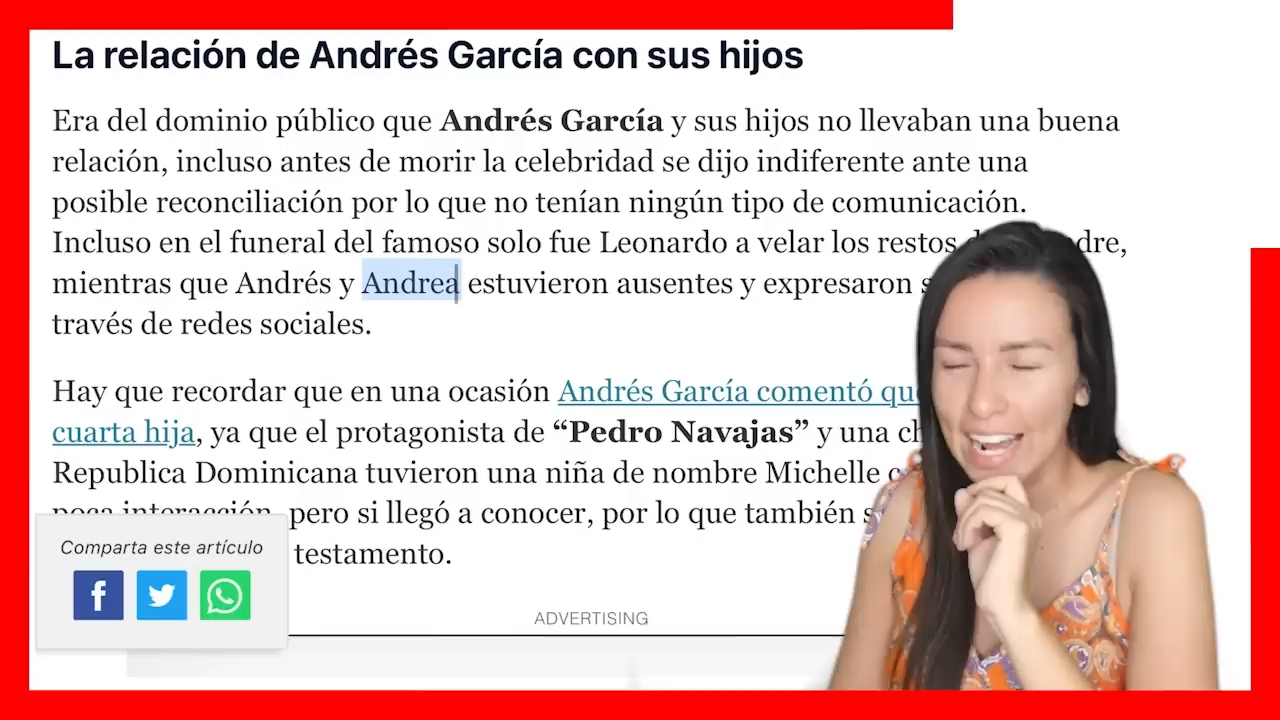 La relación de Andrés García con sus hijos
Era del dominio público que Andrés García y sus hijos no llevaban una buena
relación, incluso antes de morir la celebridad se dijo indiferente ante una
posible reconciliación por lo que no tenían ningún tipo de comunicación.
Incluso en el funeral del famoso solo fue Leonardo a velar los restos
mientras que Andrés y Andrea estuvieron ausentes y expresaron
través de redes sociales.
Hay que recordar que en una ocasión Andrés García comentó
cuarta hija, ya que el protagonista de “Pedro Navajas” y una
Republica Dominicana tuvieron una niña de nombre Michelle
poca interacción, pero si llegó a conocer, por lo que también
testamento.
Comparta este artículo
f
ADVERTISING